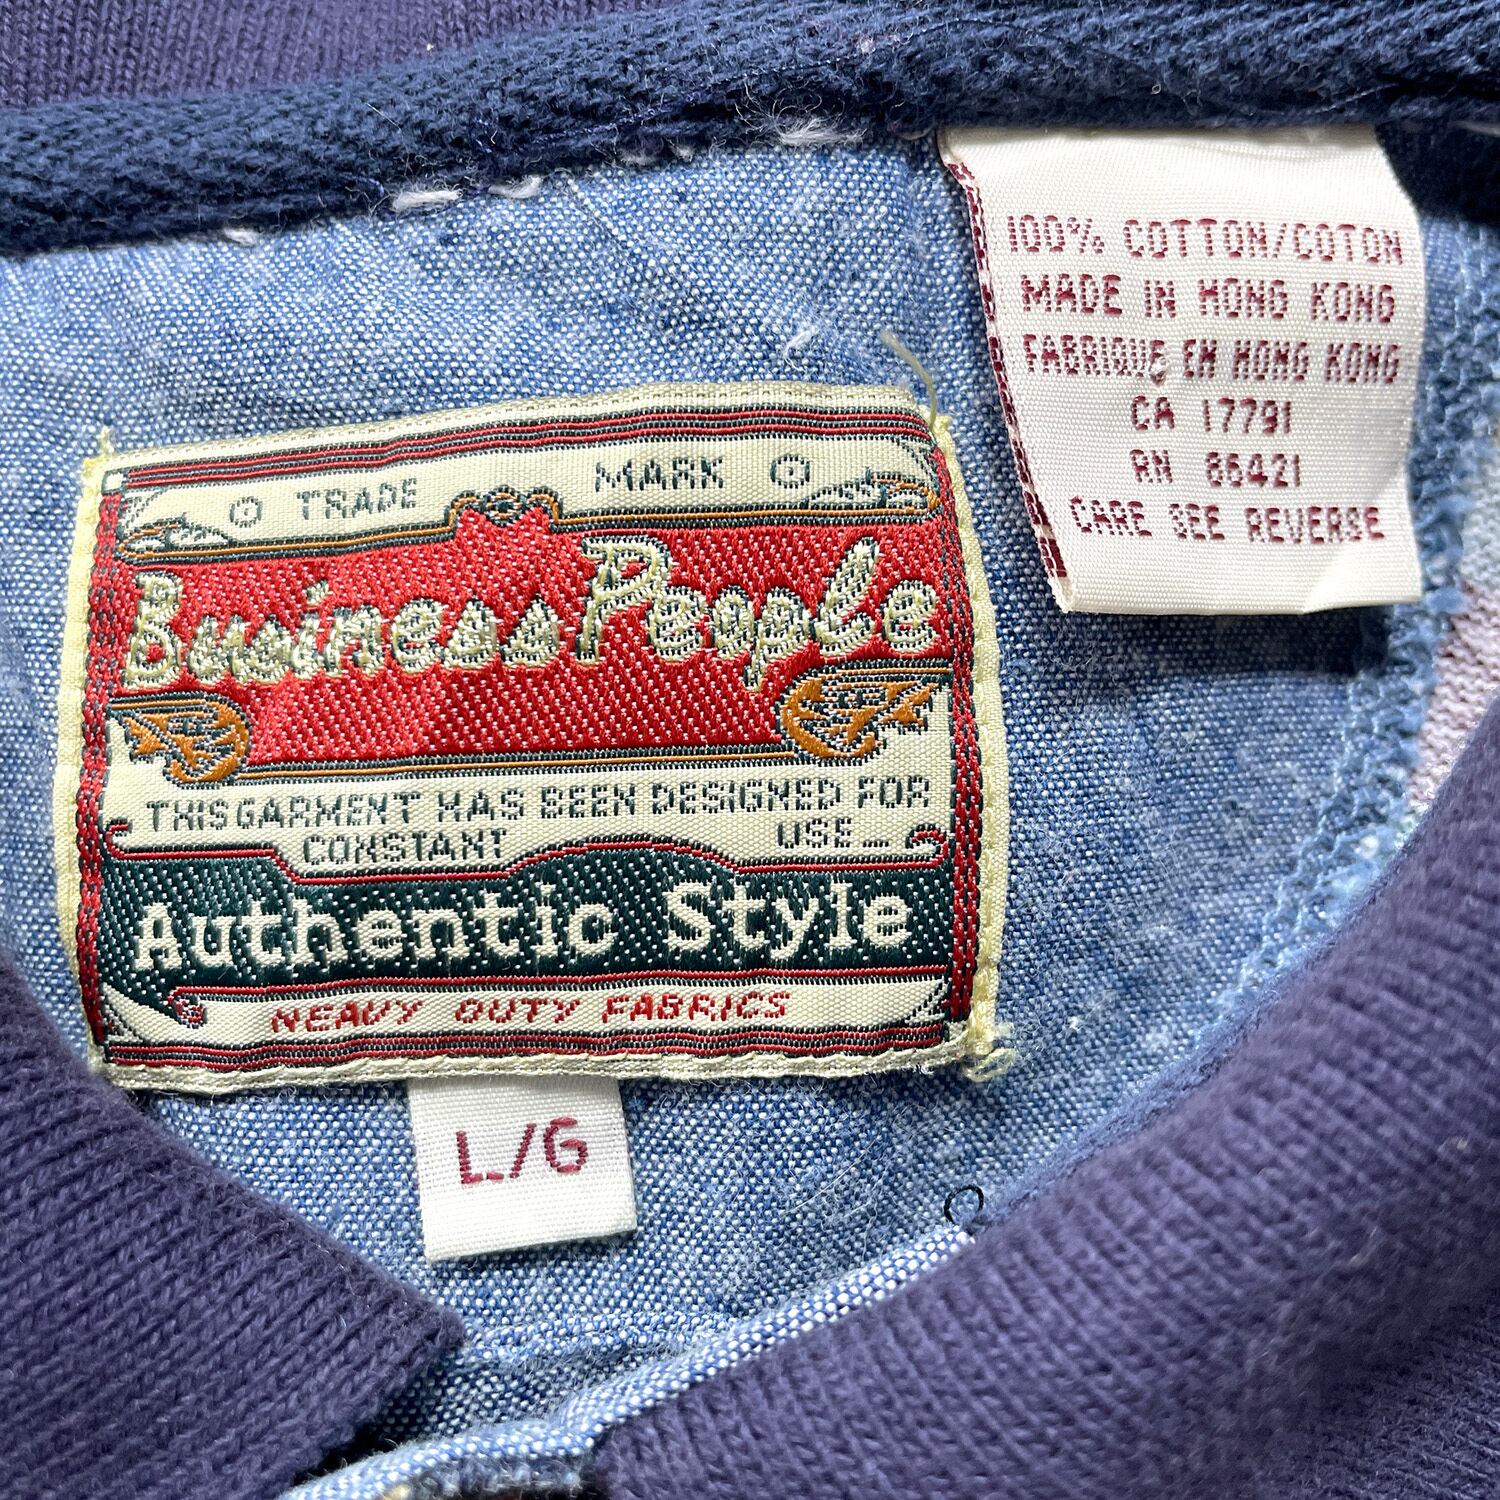 TRADE MARK
Business People
THIS GARMENT HAS BEEN DESIGNED FOR
CONSTANT USE
Authentic Style
HEAVY DUTY FABRICS
L/G
100% COTTON/COTON
MADE IN HONG KONG
FABRIQUE EN HONG KONG
CA 17791
RN 86421
CARE SEE REVERSE